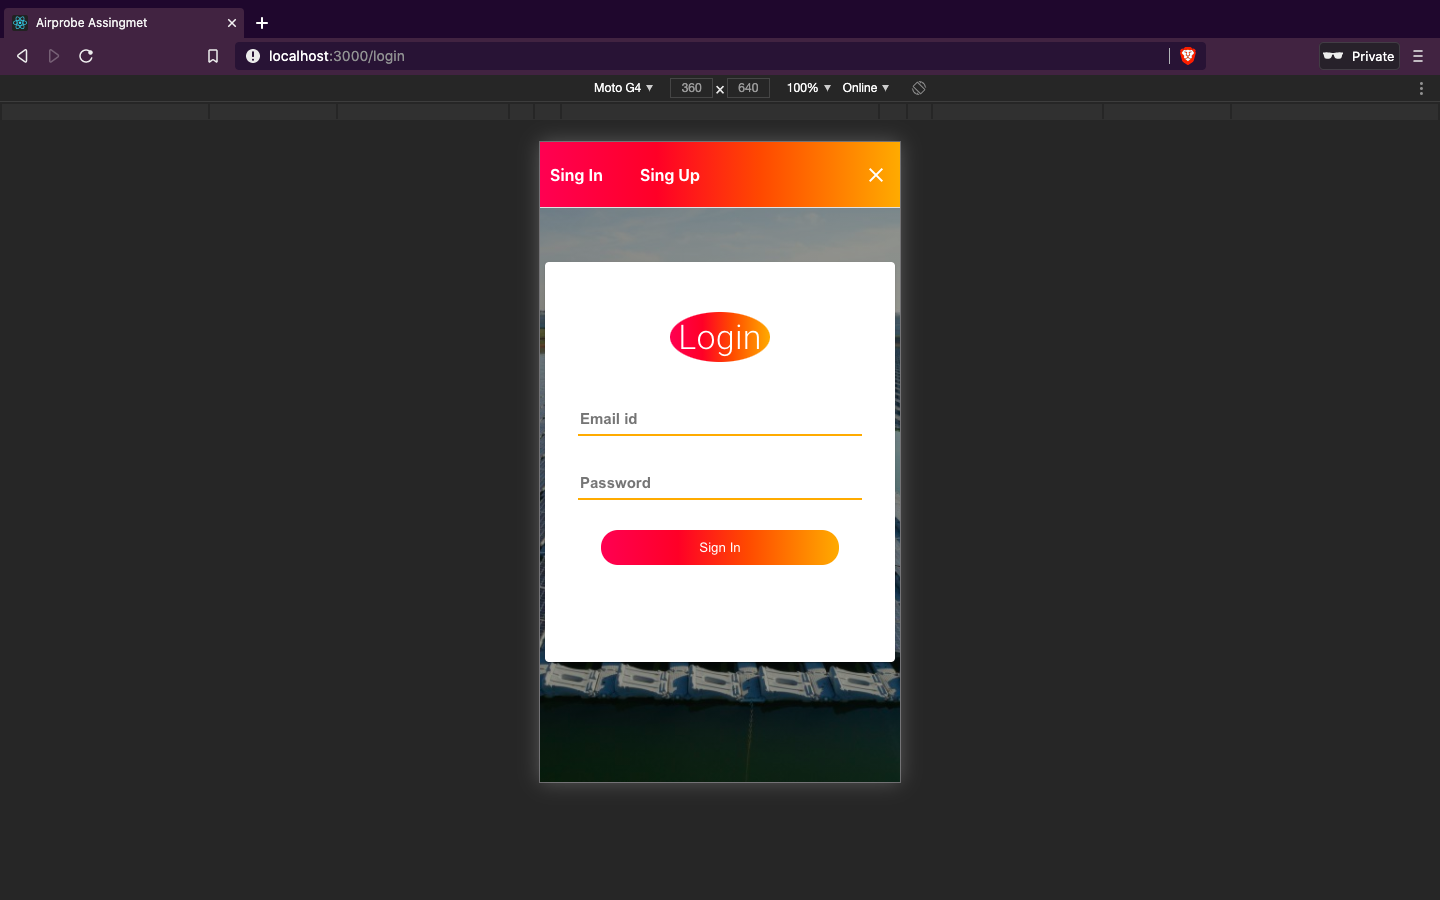 Airprobe Assingmet
localhost:3000/login
Private
Moto G4 360 × 640 100% Online
Sing In Sing Up
Login
Email id
Password
Sign In